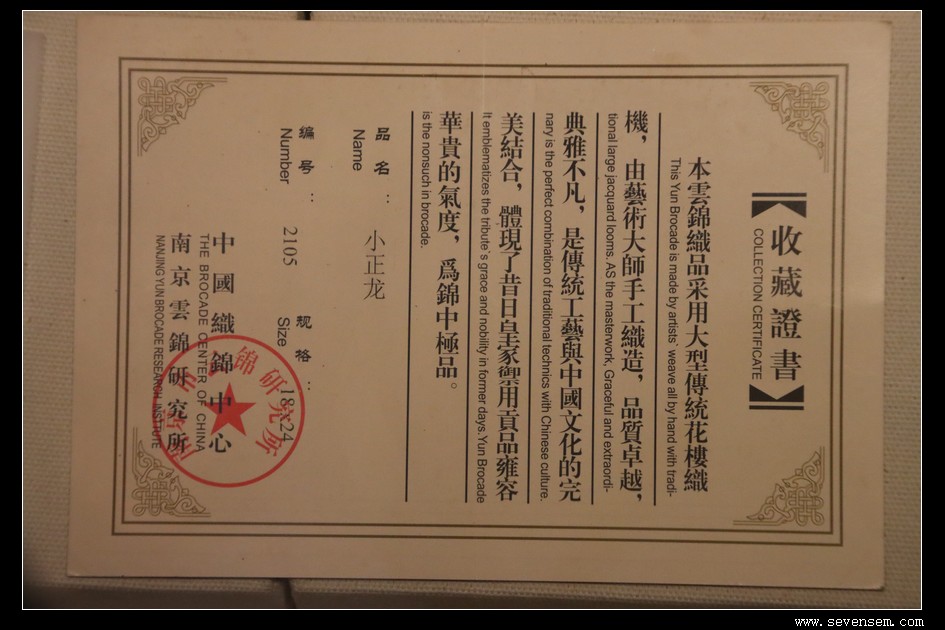 收藏證書
COLLECTION CERTIFICATE
本雲錦織品采用大型傳統花樓織
This Yun Brocade is made by artists` weave all by hand with tradi-
機，由藝術大師手工織造，品質卓越，
tional large jacquard looms. AS the masterwork, Graceful and extraordi-
典雅不凡，是傳統工藝與中國文化的完
nary is the perfect combination of traditional technics with Chinese culture.
美結合，體現了昔日皇家御用貢品雍容
It emblematizes the tribute`s grace and nobility in former days.Yun Brocade
華貴的氣度，爲錦中極品。
is the nonsuch in brocade.
品名： 小正龙
Name
编号： 2105 规格： 18×24
Number Size
中國織錦中心
THE BROCADE CENTER OF CHINA
南京雲錦研究所
NANJING YUN BROCADE RESEARCH INSTITUTE
錦研究所
www.sevensem.com